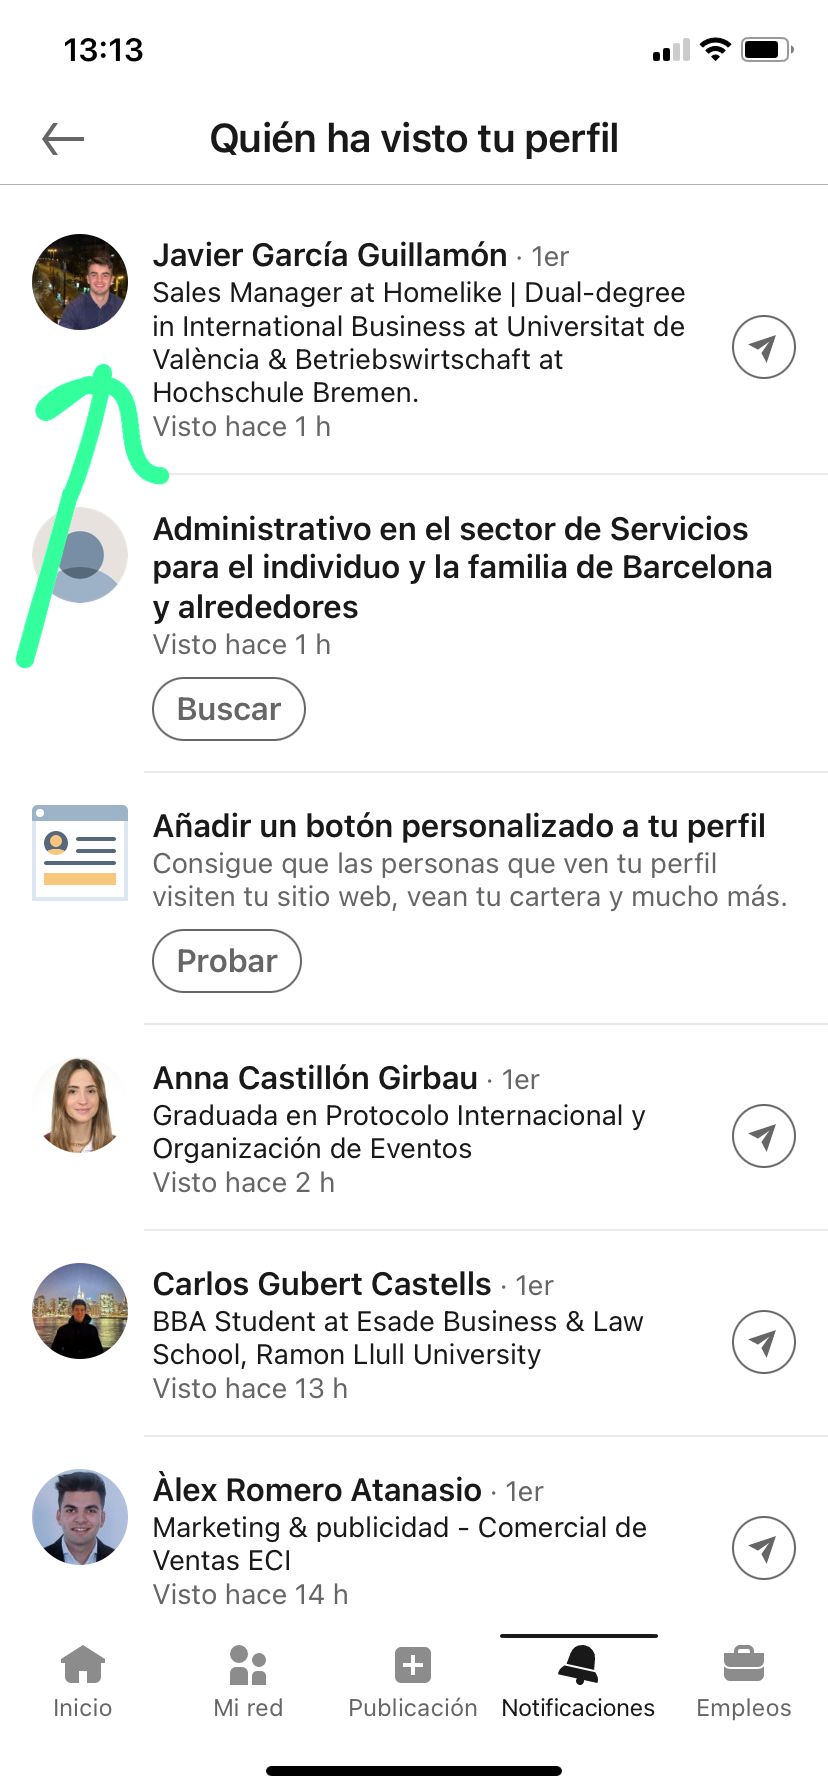 13:13
Quién ha visto tu perfil
Javier García Guillamón · 1er
Sales Manager at Homelike | Dual-degree
in International Business at Universitat de
València & Betriebswirtschaft at
Hochschule Bremen.
Visto hace 1 h
Administrativo en el sector de Servicios
para el individuo y la familia de Barcelona
y alrededores
Visto hace 1 h
Buscar
Añadir un botón personalizado a tu perfil
Consigue que las personas que ven tu perfil
visiten tu sitio web, vean tu cartera y mucho más.
Probar
Anna Castillón Girbau · 1er
Graduada en Protocolo Internacional y
Organización de Eventos
Visto hace 2 h
Carlos Gubert Castells · 1er
BBA Student at Esade Business & Law
School, Ramon Llull University
Visto hace 13 h
Àlex Romero Atanasio · 1er
Marketing & publicidad - Comercial de
Ventas ECI
Visto hace 14 h
Inicio
Mi red
Publicación
Notificaciones
Empleos